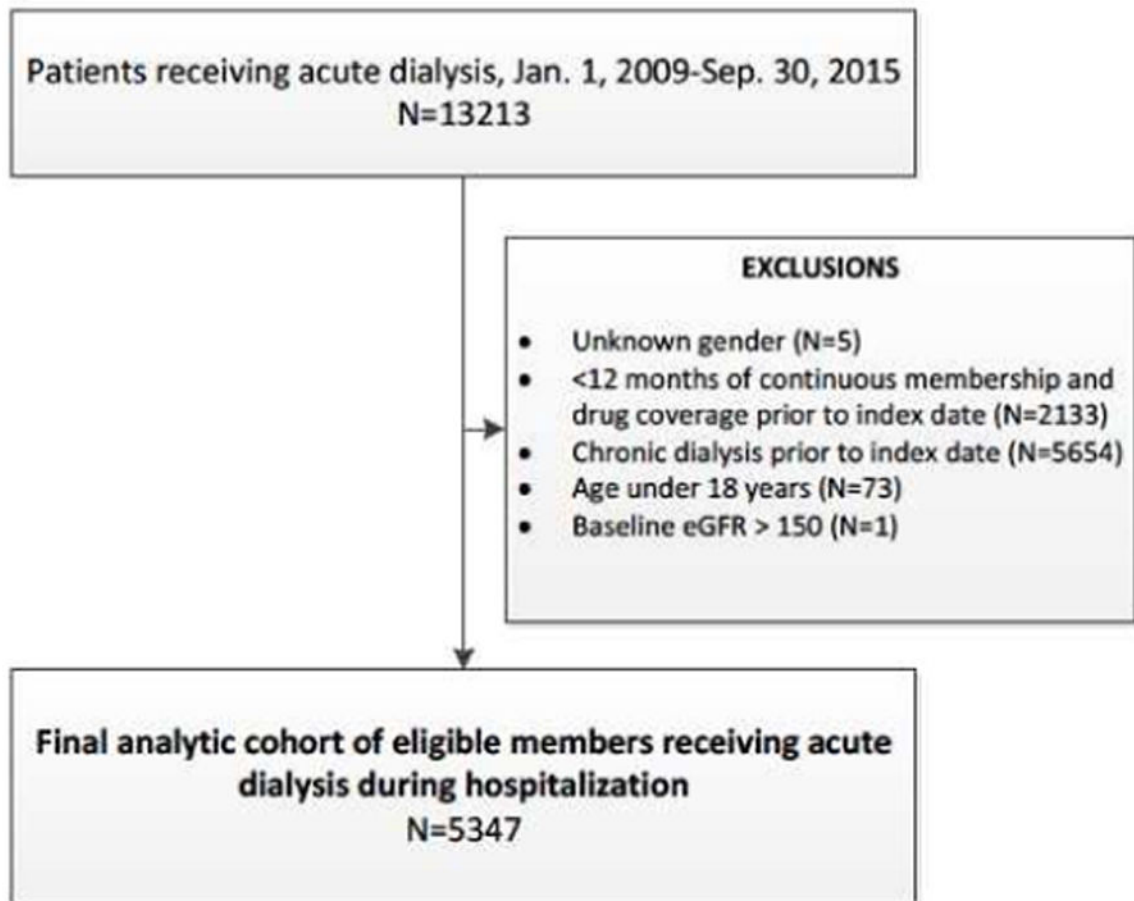 Patients receiving acute dialysis, Jan. 1, 2009-Sep. 30, 2015
N=13213
EXCLUSIONS
• Unknown gender (N=5)
• <12 months of continuous membership and
drug coverage prior to index date (N=2133)
• Chronic dialysis prior to index date (N=5654)
• Age under 18 years (N=73)
• Baseline eGFR > 150 (N=1)
Final analytic cohort of eligible members receiving acute
dialysis during hospitalization
N=5347